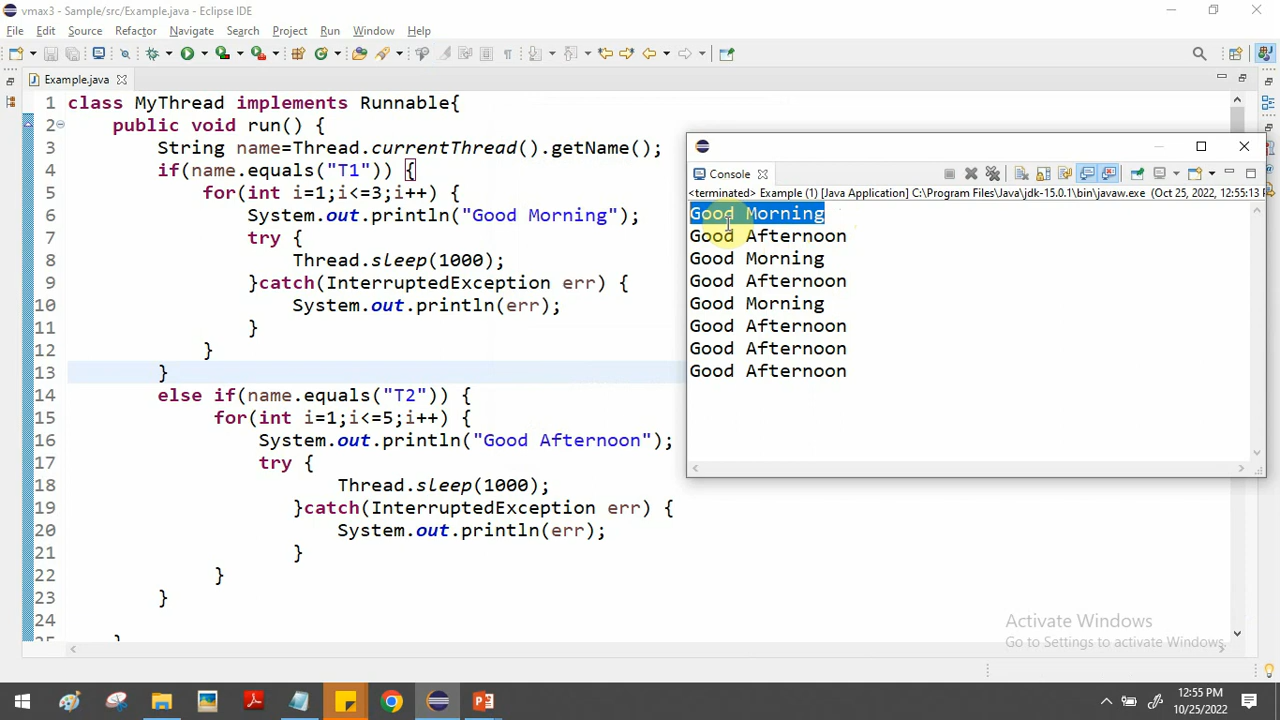 vmax3 - Sample/src/Example.java - Eclipse IDE
File Edit Source Refactor Navigate Search Project Run Window Help
Example.java
1 class MyThread implements Runnable{
2 public void run() {
3 String name=Thread.currentThread().getName();
4 if(name.equals("T1")) {
5 for(int i=1;i<=3;i++) {
6 System.out.println("Good Morning");
7 try {
8 Thread.sleep(1000);
9 }catch(InterruptedException err) {
10 System.out.println(err);
11 }
12 }
13 }
14 else if(name.equals("T2")) {
15 for(int i=1;i<=5;i++) {
16 System.out.println("Good Afternoon");
17 try {
18 Thread.sleep(1000);
19 }catch(InterruptedException err) {
20 System.out.println(err);
21 }
22 }
23 }
24
25 }
Console
<terminated> Example (1) [Java Application] C:\Program Files\Java\jdk-15.0.1\bin\javaw.exe (Oct 25, 2022, 12:55:13
Good Morning
Good Afternoon
Good Morning
Good Afternoon
Good Morning
Good Afternoon
Good Afternoon
Good Afternoon
Activate Windows
Go to Settings to activate Windows.
12:55 PM
10/25/2022